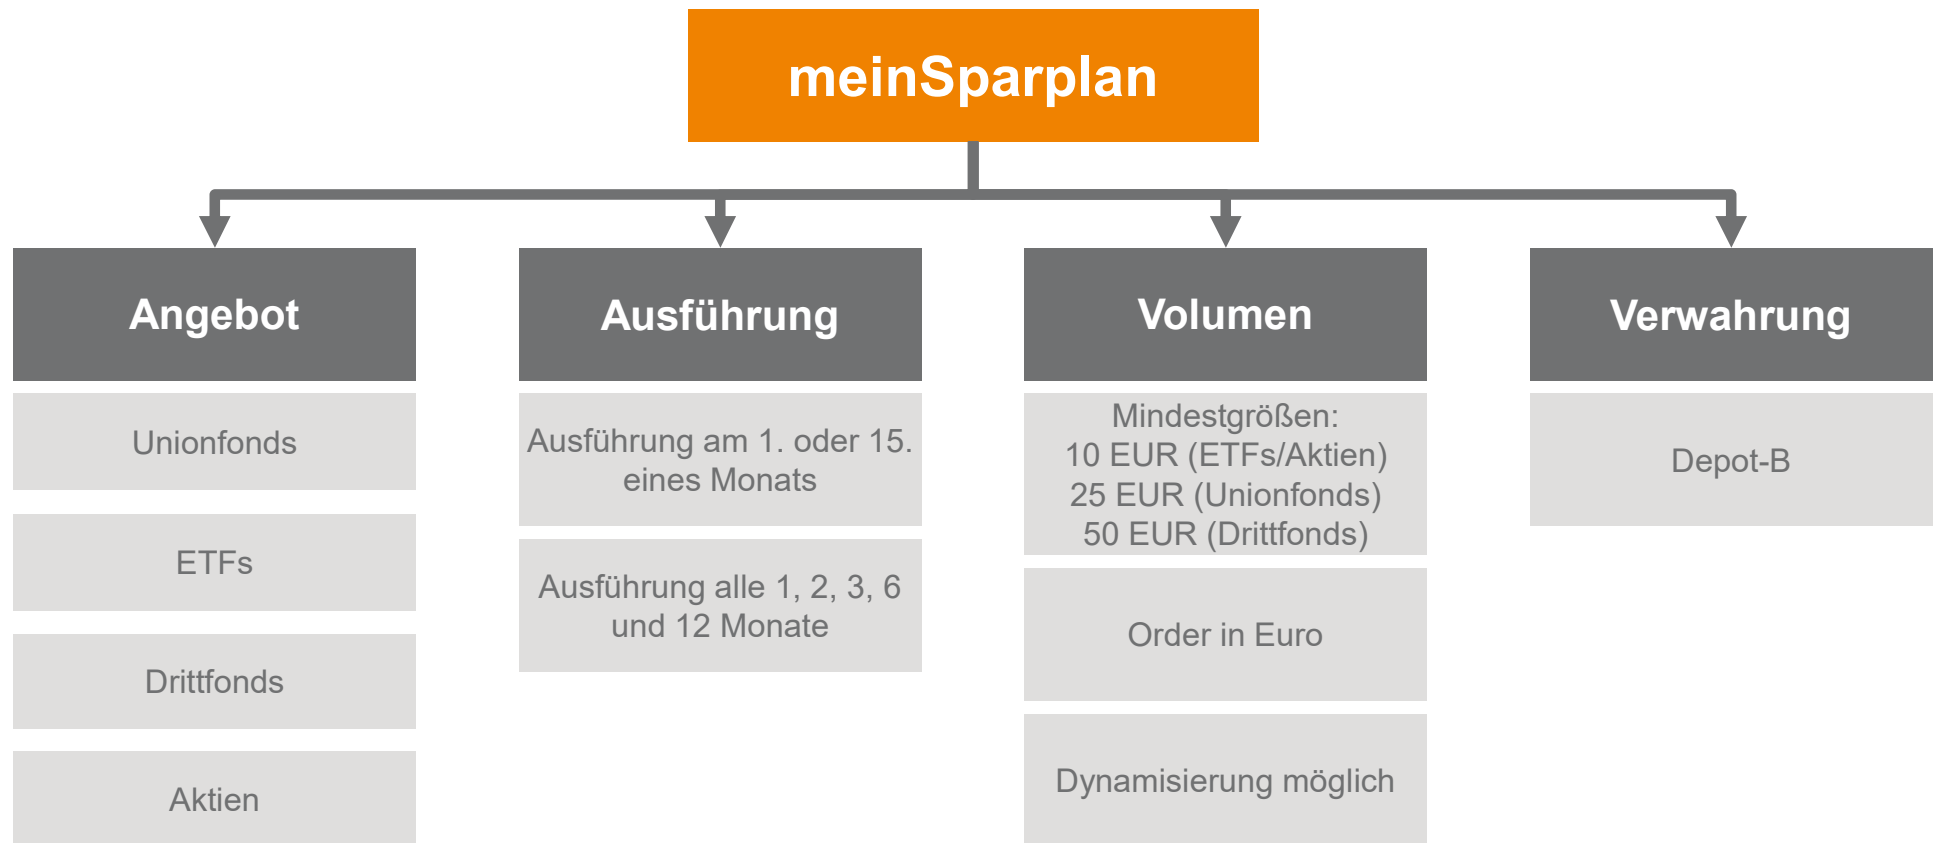 meinSparplan
Angebot
Unionfonds
ETFs
Drittfonds
Aktien
Ausführung
Ausführung am 1. oder 15.
eines Monats
Ausführung alle 1, 2, 3, 6
und 12 Monate
Volumen
Mindestgrößen:
10 EUR (ETFs/Aktien)
25 EUR (Unionfonds)
50 EUR (Drittfonds)
Order in Euro
Dynamisierung möglich
Verwahrung
Depot-B